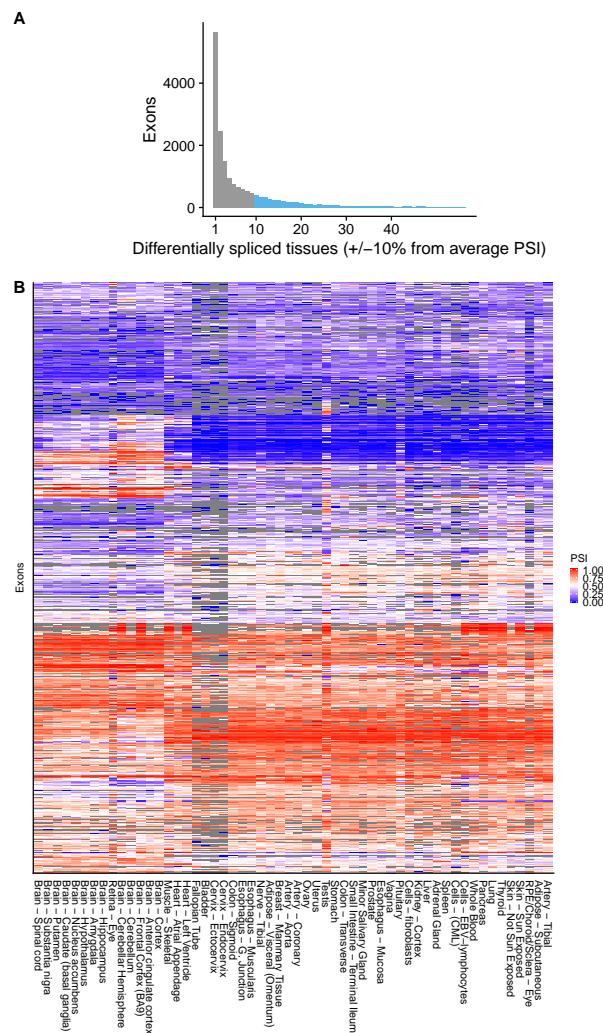 A
4000
Exons
2000
0
1 10 20 30 40
Differentially spliced tissues (+/−10% from average PSI)
B
Exons
PSI
1.00
0.75
0.50
0.25
0.00
Brain − Spinal cord
Brain − Substantia nigra
Brain − Putamen
Brain − Caudate (basal ganglia)
Brain − Nucleus accumbens
Brain − Hypothalamus
Brain − Amygdala
Brain − Hippocampus
Retina − Eye
Brain − Cerebellar Hemisphere
Brain − Cerebellum
Brain − Frontal Cortex (BA9)
Brain − Anterior cingulate cortex
Brain − Cortex
Muscle − Skeletal
Heart − Atrial Appendage
Heart − Left Ventricle
Fallopian Tube
Bladder
Cervix − Ectocervix
Cervix − Endocervix
Colon − Sigmoid
Esophagus − G. Junction
Esophagus − Muscularis
Nerve − Tibial
Adipose − Visceral (Omentum)
Breast − Mammary Tissue
Artery − Aorta
Artery − Coronary
Ovary
Uterus
Testis
Stomach
Colon − Transverse
Small Intestine − Terminal Ileum
Minor Salivary Gland
Prostate
Esophagus − Mucosa
Vagina
Pituitary
Cells − fibroblasts
Kidney − Cortex
Liver
Adrenal Gland
Spleen
Cells − (CML)
Cells − EBV−lymphocytes
Whole Blood
Pancreas
Lung
Thyroid
Skin − Not Sun Exposed
Skin − Sun Exposed
RPE/Choroid/Sclera − Eye
Adipose − Subcutaneous
Artery − Tibial